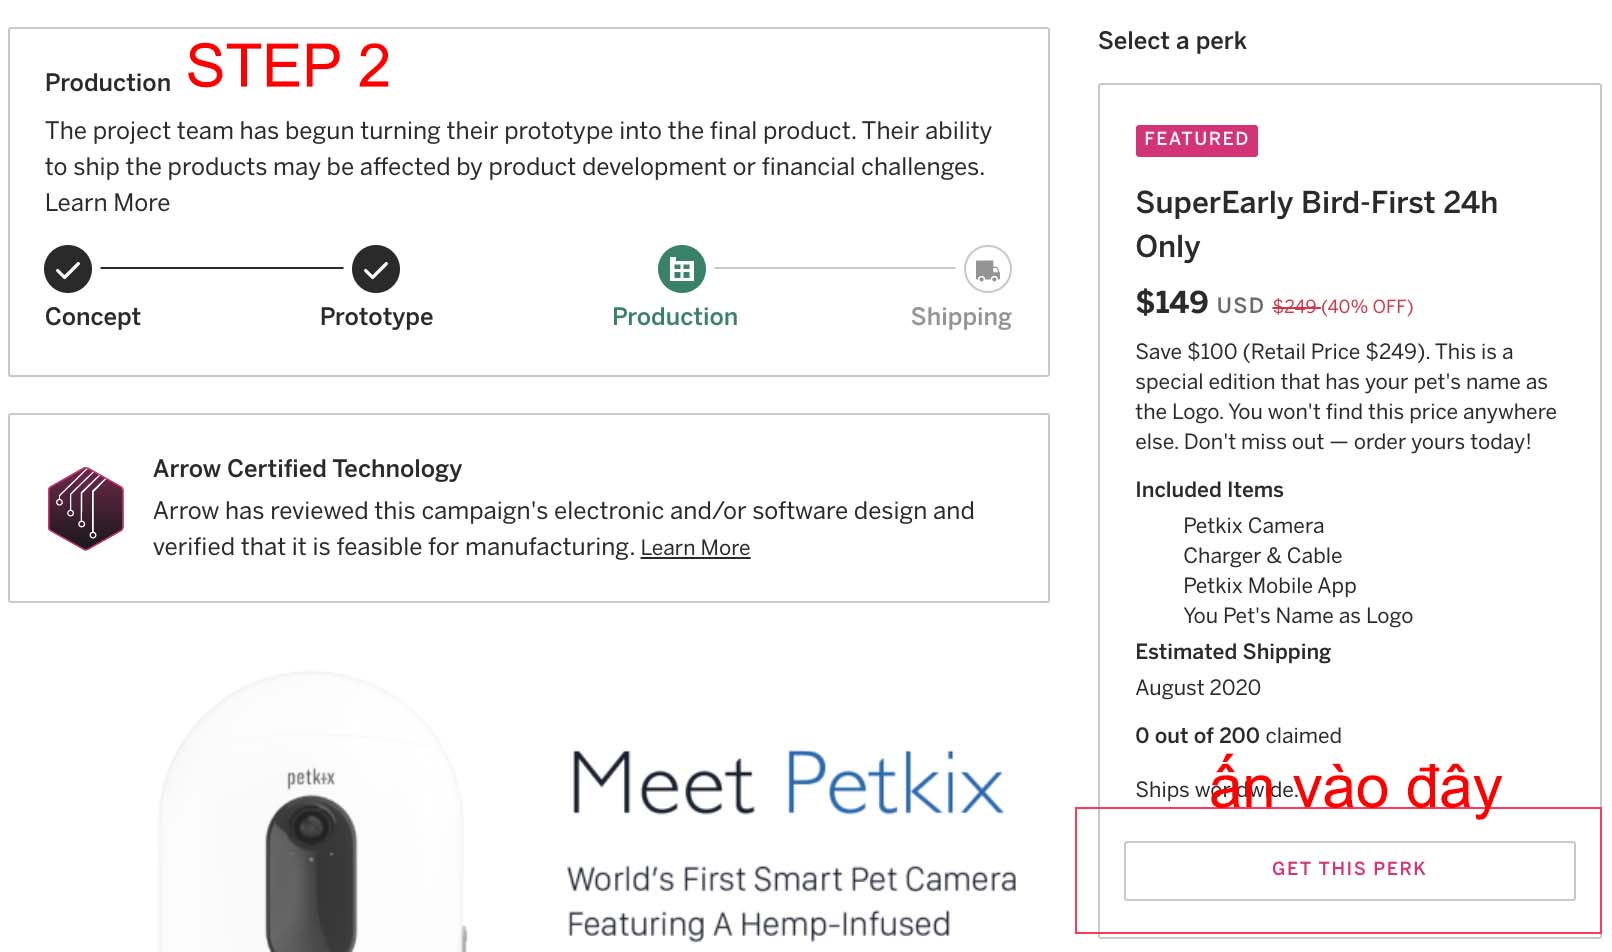 Production
STEP 2
The project team has begun turning their prototype into the final product. Their ability
to ship the products may be affected by product development or financial challenges.
Learn More
Concept
Prototype
Production
Shipping
Arrow Certified Technology
Arrow has reviewed this campaign's electronic and/or software design and
verified that it is feasible for manufacturing. Learn More
petkix
Meet Petkix
World's First Smart Pet Camera
Featuring A Hemp-Infused
Select a perk
FEATURED
SuperEarly Bird-First 24h
Only
$149 USD $249 (40% OFF)
Save $100 (Retail Price $249). This is a
special edition that has your pet's name as
the Logo. You won't find this price anywhere
else. Don't miss out — order yours today!
Included Items
Petkix Camera
Charger & Cable
Petkix Mobile App
You Pet's Name as Logo
Estimated Shipping
August 2020
0 out of 200 claimed
Ships worldwide.
ấn vào đây
GET THIS PERK